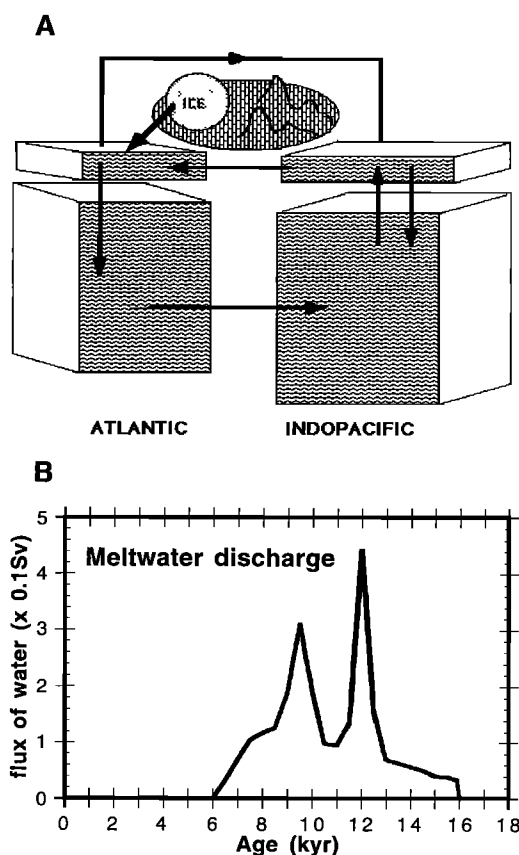 A
ICE
ATLANTIC INDOPACIFIC
B
Meltwater discharge
flux of water (x 0.1Sv)
5
4
3
2
1
0
0 2 4 6 8 10 12 14 16 18
Age (kyr)